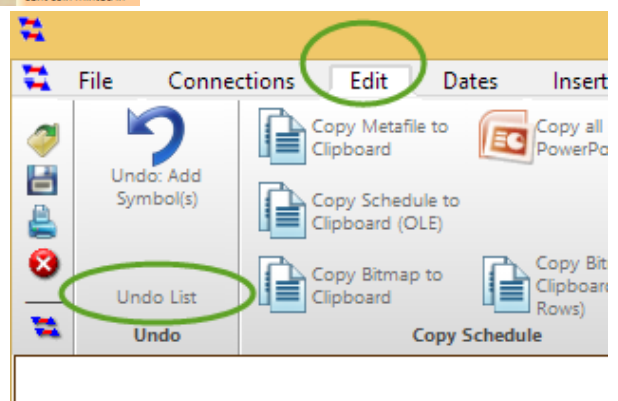 File Connections Edit Dates Insert
Undo: Add
Symbol(s)
Undo List
Undo
Copy Metafile to
Clipboard
Copy all
PowerPo
Copy Schedule to
Clipboard (OLE)
Copy Bitmap to
Clipboard
Copy Bit
Clipboard
Rows)
Copy Schedule